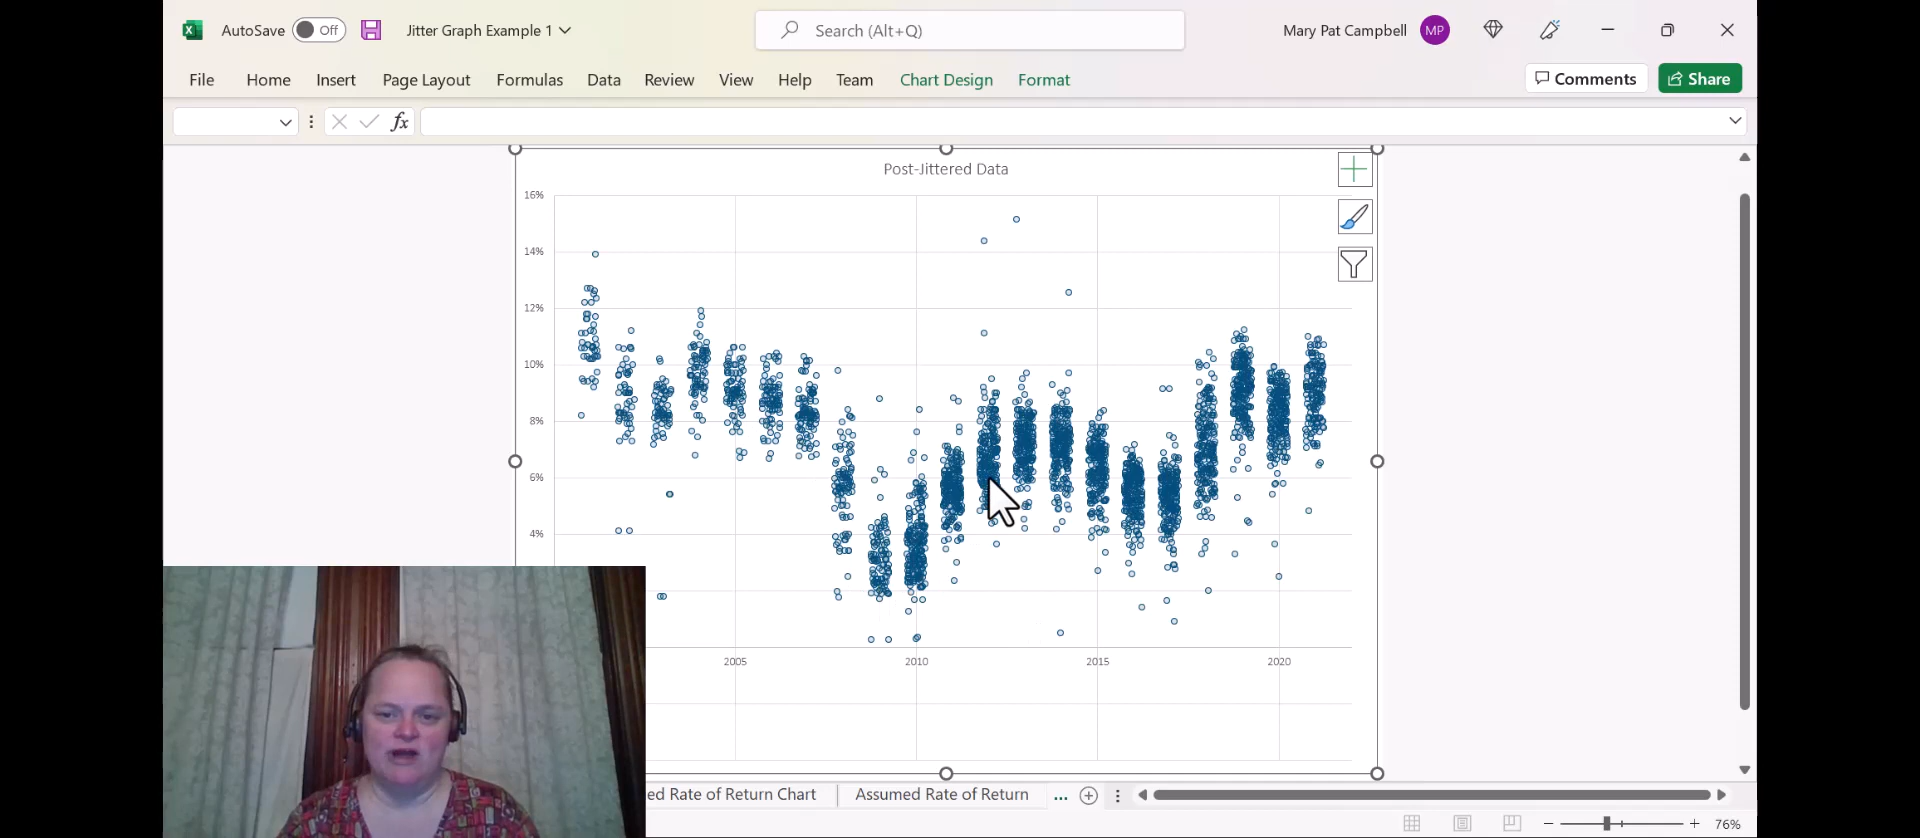 AutoSave Off Jitter Graph Example 1 Search (Alt+Q) Mary Pat Campbell MP
File Home Insert Page Layout Formulas Data Review View Help Team Chart Design Format Comments Share
fx
Post-Jittered Data
16%
14%
12%
10%
8%
6%
4%
2005 2010 2015 2020
ed Rate of Return Chart Assumed Rate of Return ...
76%